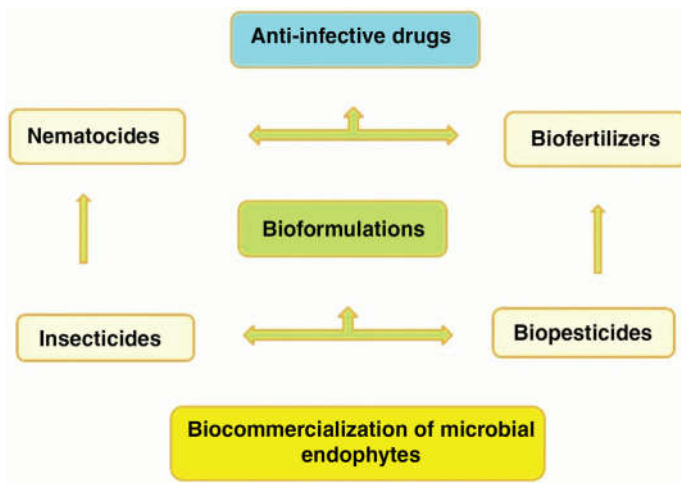 Anti-infective drugs
Nematocides
Biofertilizers
Bioformulations
Insecticides
Biopesticides
Biocommercialization of microbial
endophytes